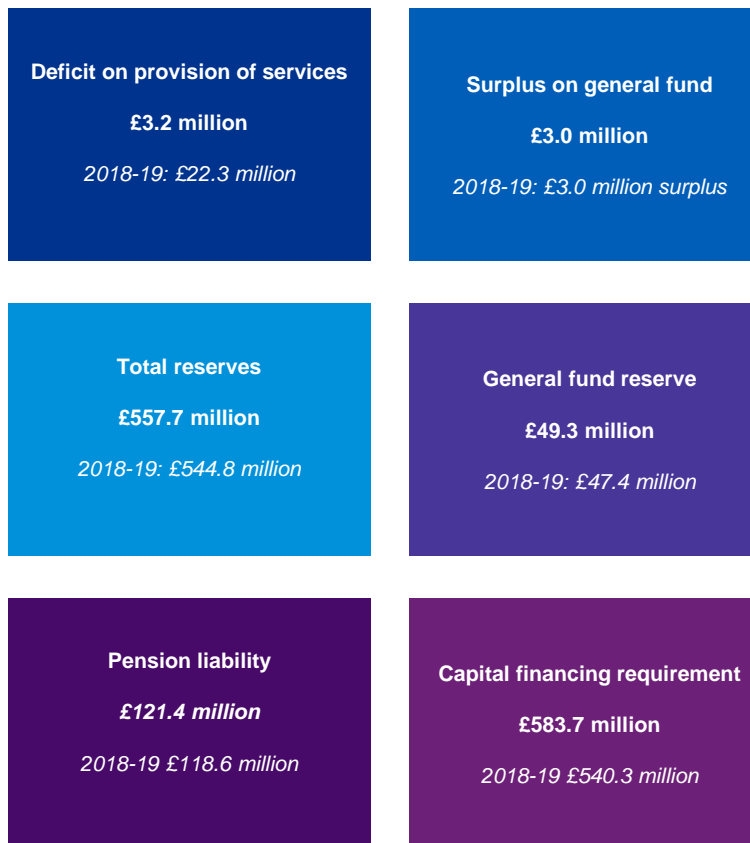 Deficit on provision of services
£3.2 million
2018-19: £22.3 million
Surplus on general fund
£3.0 million
2018-19: £3.0 million surplus
Total reserves
£557.7 million
2018-19: £544.8 million
General fund reserve
£49.3 million
2018-19: £47.4 million
Pension liability
£121.4 million
2018-19 £118.6 million
Capital financing requirement
£583.7 million
2018-19 £540.3 million